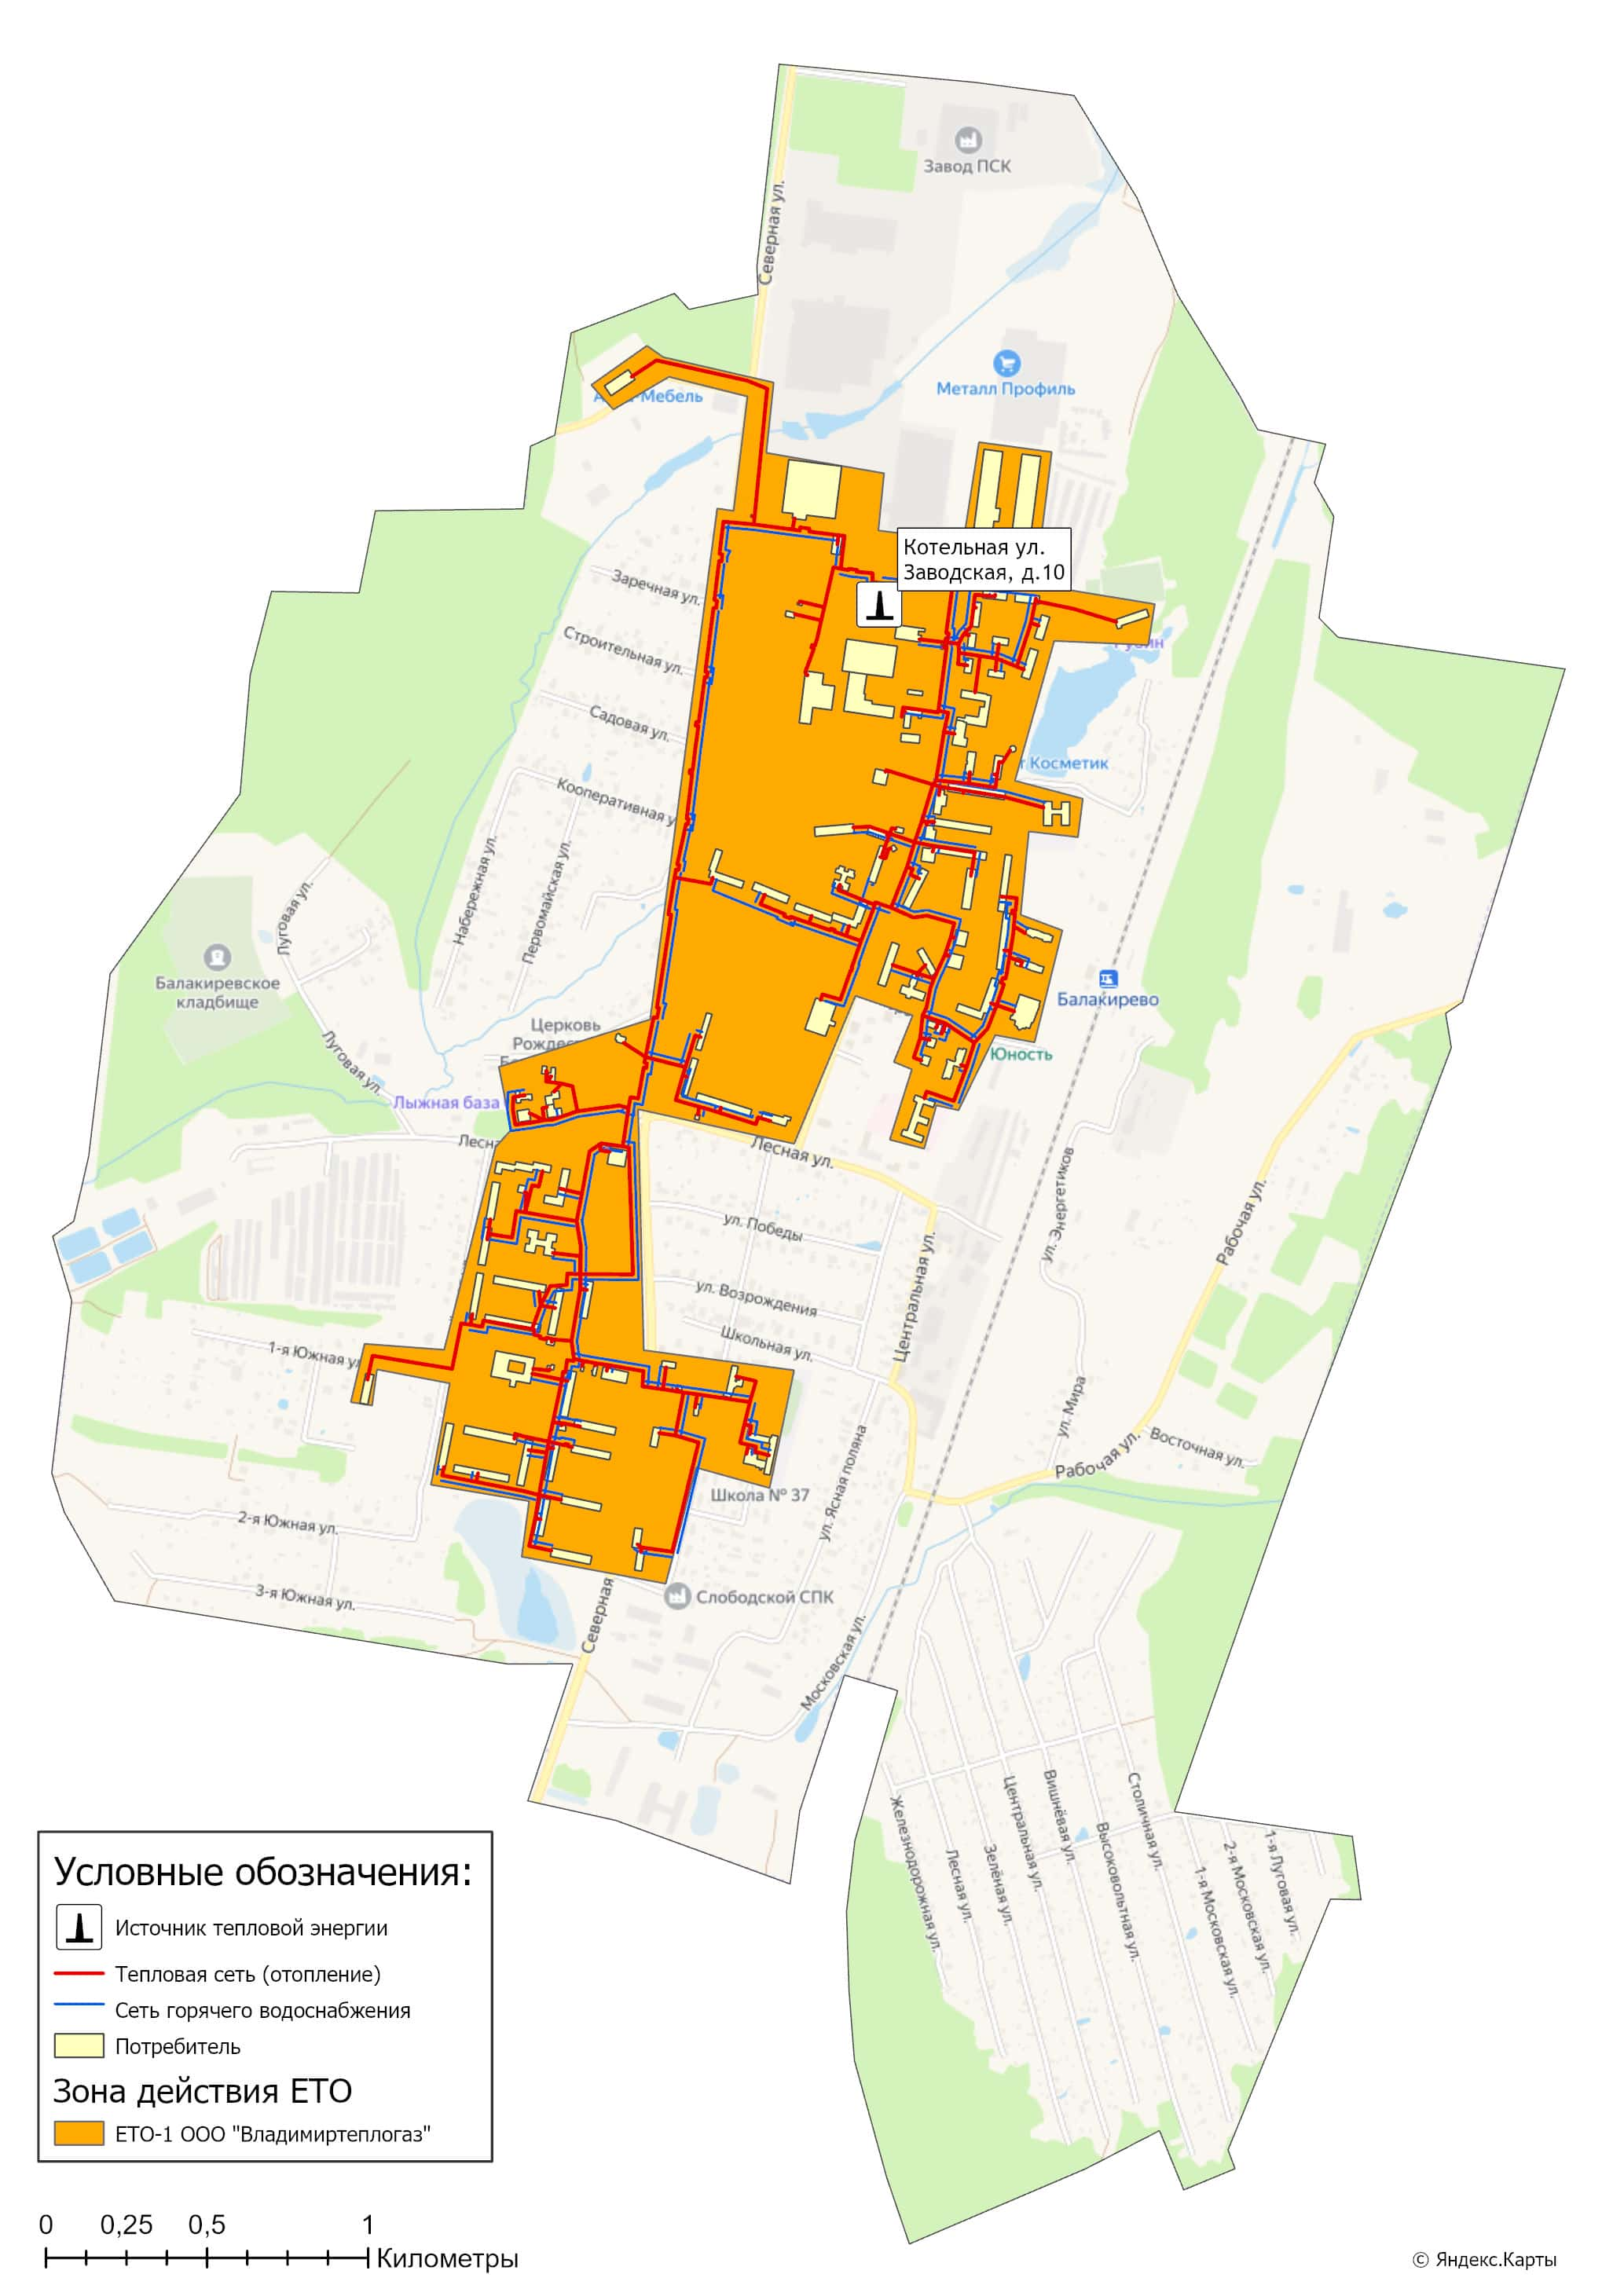 Завод ПСК
Северная ул.
Металл Профиль
Мебель
Котельная ул.
Заводская, д.10
Заречная ул.
Строительная ул.
Садовая ул.
Косметик
Кооперативная у
Набережная ул.
Первомайская ул.
Луговая ул.
Балакиревское
кладбище
Балакирево
Церковь
Рождес
Юность
Луговая ул.
Лыжная база
Лесна
Лесная ул.
ул. Энергетиков
Рабочая ул.
ул. Победы
ул. Возрождения
Центральная ул.
Школьная ул.
1-я Южная ул
ул. Мира
Рабочая ул.
Восточная ул.
ул. Ясная поляна
Школа № 37
2-я Южная ул.
3-я Южная ул.
Слободской СПК
Северная
Московская ул.
Железнодорожная ул.
Лесная ул.
Зелёная ул.
Центральная ул.
Вишнёвая ул.
Высоковольтная ул.
Столичная ул.
1-я Московская ул.
2-я Московская ул.
1-я Луговая ул.
Условные обозначения:
Источник тепловой энергии
Тепловая сеть (отопление)
Сеть горячего водоснабжения
Потребитель
Зона действия ЕТО
ЕТО-1 ООО "Владимиртеплогаз"
0 0,25 0,5 1
Километры
© Яндекс.Карты